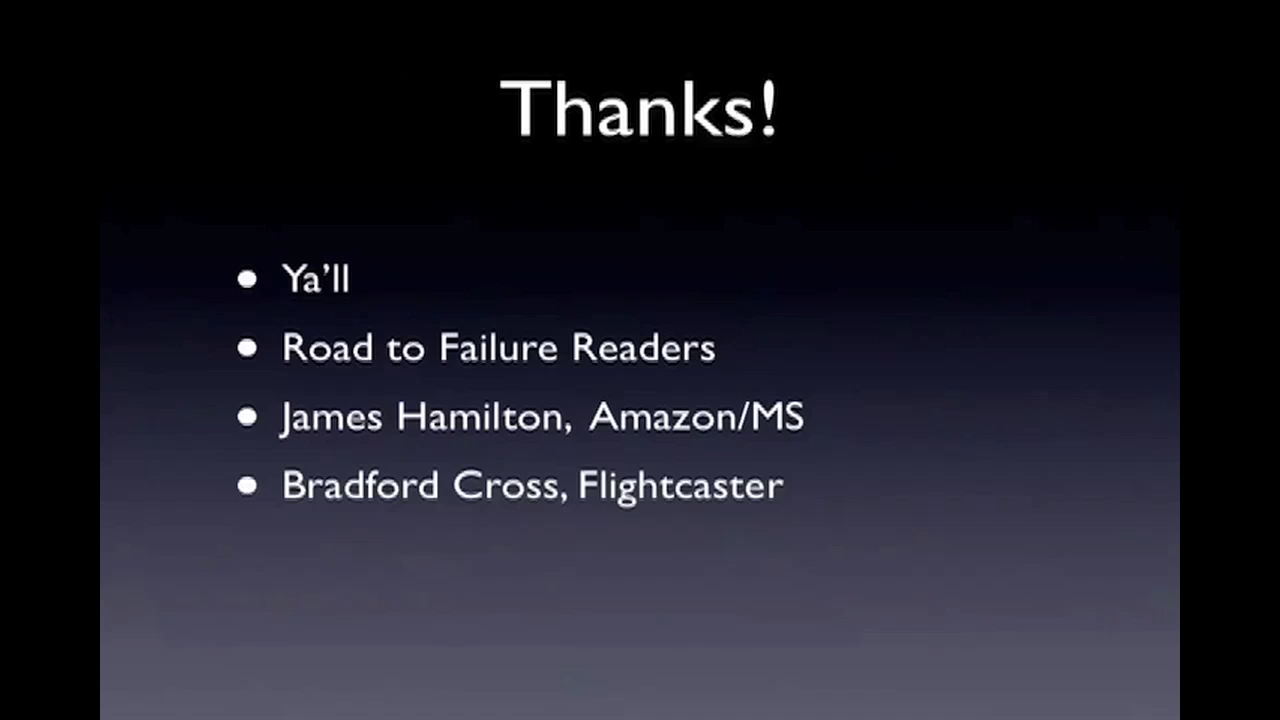 Thanks!
• Ya’ll
• Road to Failure Readers
• James Hamilton, Amazon/MS
• Bradford Cross, Flightcaster